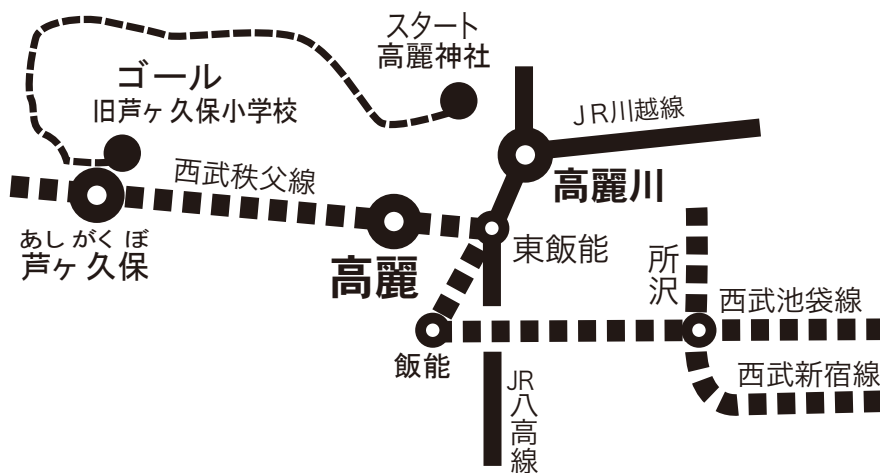 スタート
高麗神社
ゴール
旧芦ヶ久保小学校
JR川越線
西武秩父線
高麗川
あしがくぼ
芦ヶ久保
高麗
東飯能
所沢
西武池袋線
飯能
西武新宿線
JR八高線